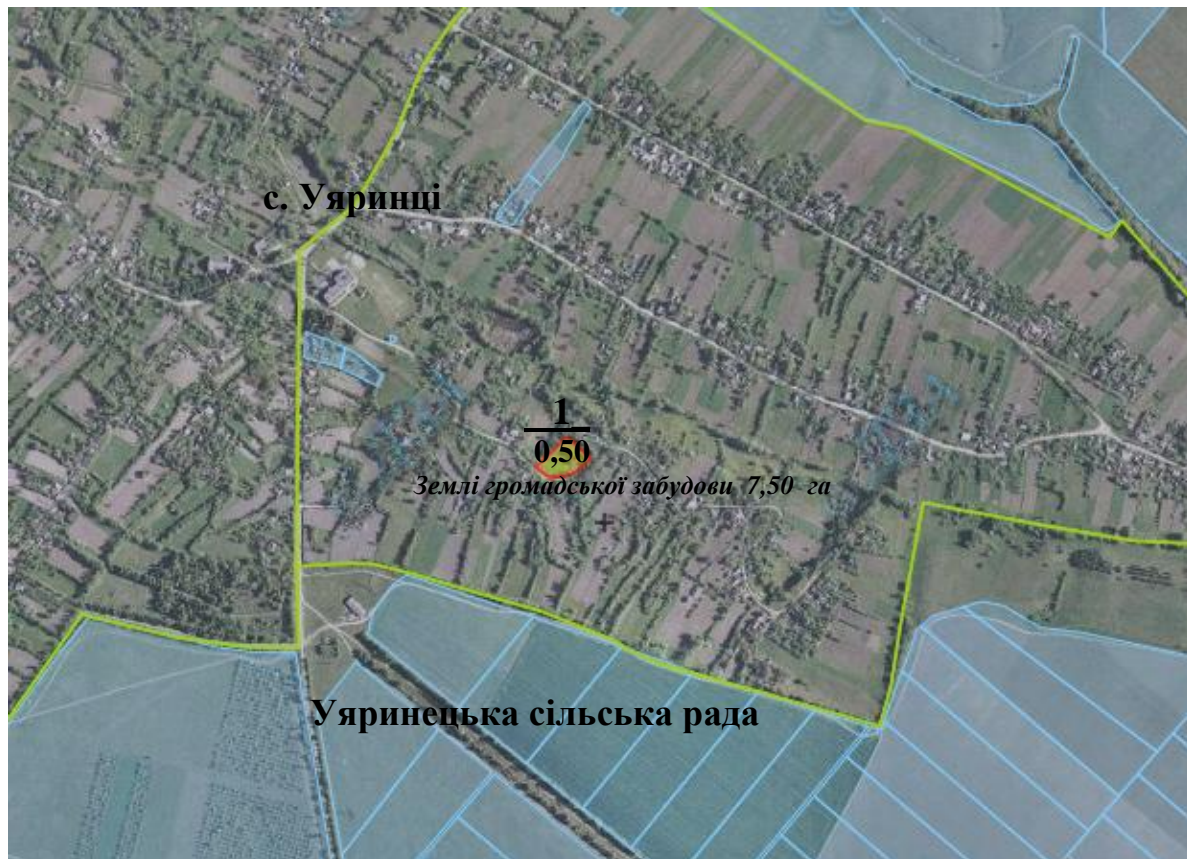 с. Уяринці
1
0,50
Землі громадської забудови 7,50 га
Уяринецька сільська рада